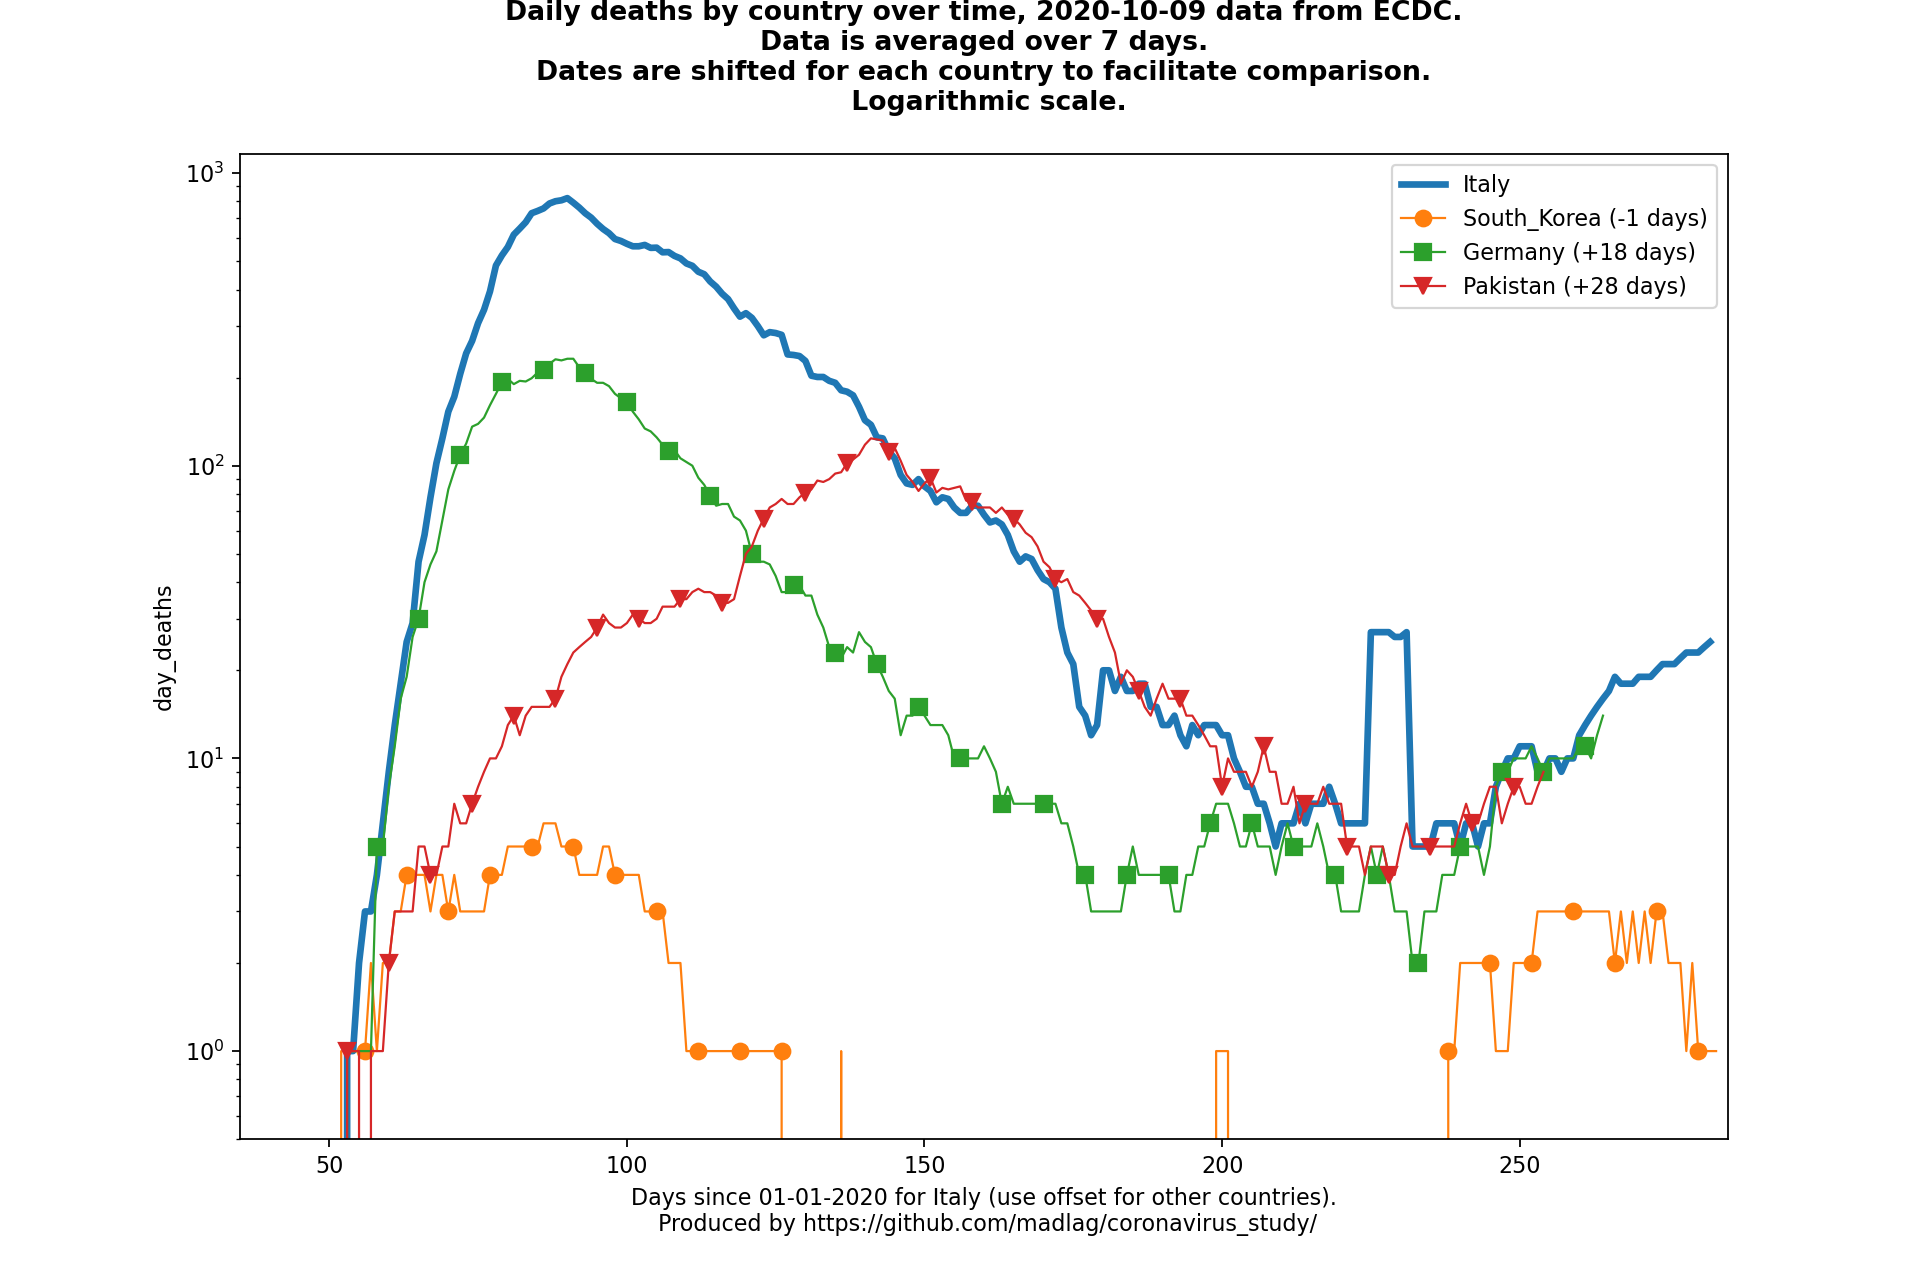 Daily deaths by country over time, 2020-10-09 data from ECDC.
Data is averaged over 7 days.
Dates are shifted for each country to facilitate comparison.
Logarithmic scale.
10³
10²
10¹
10⁰
day_deaths
Italy
South_Korea (-1 days)
Germany (+18 days)
Pakistan (+28 days)
50 100 150 200 250
Days since 01-01-2020 for Italy (use offset for other countries).
Produced by https://github.com/madlag/coronavirus_study/